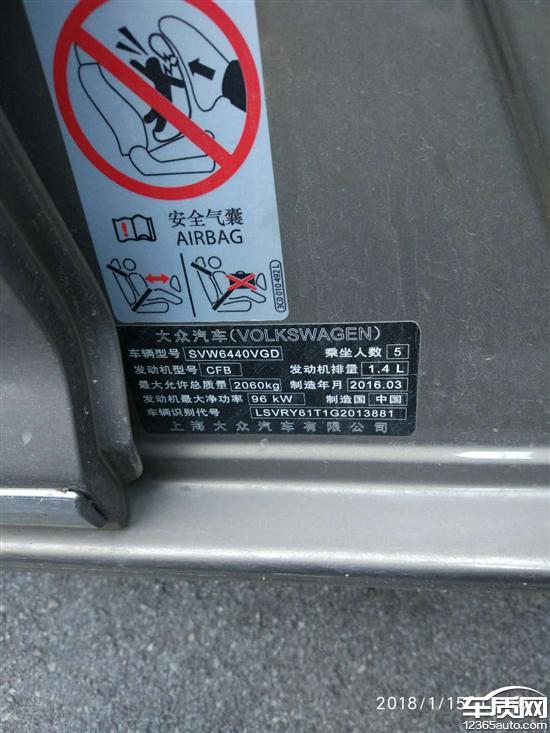 安全气囊
AIRBAG
3C0 010 492 L
大众汽车(VOLKSWAGEN)
车辆型号 SVW6440VGD 乘坐人数 5
发动机型号 CFB 发动机排量 1.4 L
最大允许总质量 2060kg 制造年月 2016.03
发动机最大净功率 96 kW 制造国 中国
车辆识别代号 LSVRY61T1G2013881
上海大众汽车有限公司
2018/1/15
车质网
12365auto.com